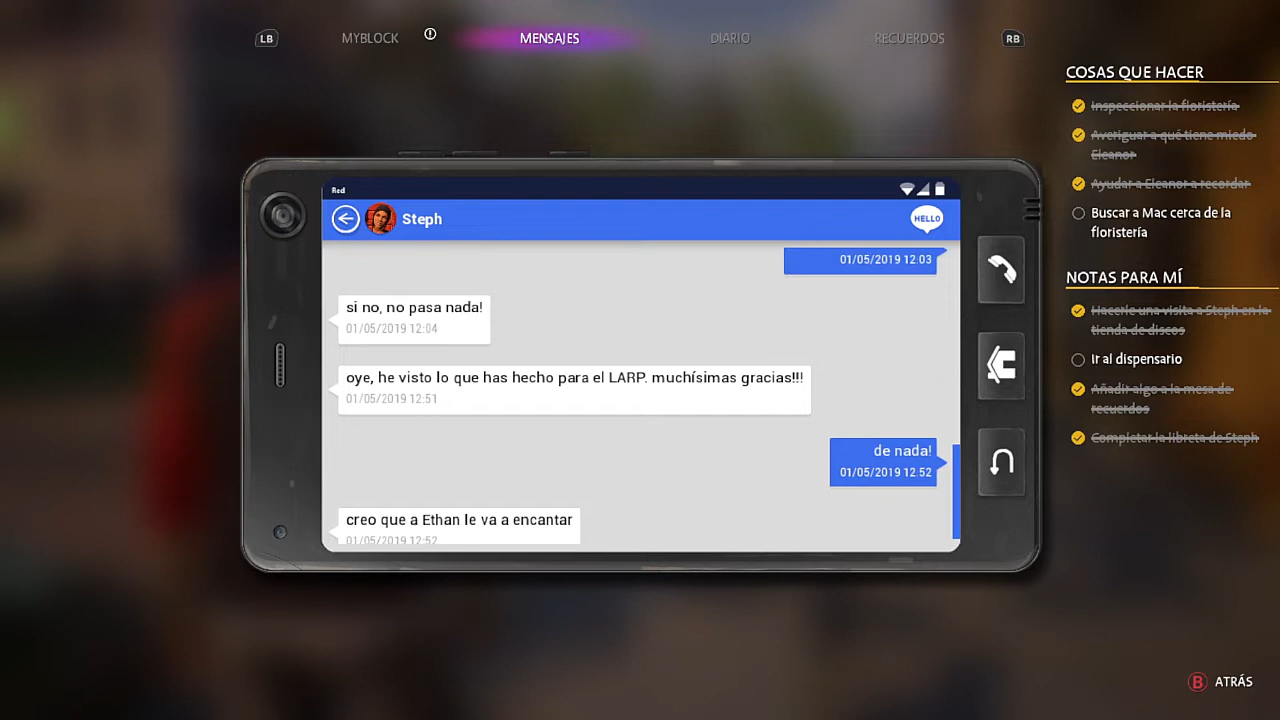 LB
MYBLOCK
MENSAJES
DIARIO
RECUERDOS
RB
COSAS QUE HACER
Inspeccionar la floristería
Averiguar a qué tiene miedo
Eleanor
Ayudar a Eleanor a recordar
Buscar a Mac cerca de la
floristería
NOTAS PARA MÍ
Hacerle una visita a Steph en la
tienda de discos
Ir al dispensario
Añadir algo a la mesa de
recuerdos
Completar la libreta de Steph
Red
Steph
HELLO
01/05/2019 12:03
si no, no pasa nada!
01/05/2019 12:04
oye, he visto lo que has hecho para el LARP. muchísimas gracias!!!
01/05/2019 12:51
de nada!
01/05/2019 12:52
creo que a Ethan le va a encantar
01/05/2019 12:52
B ATRÁS